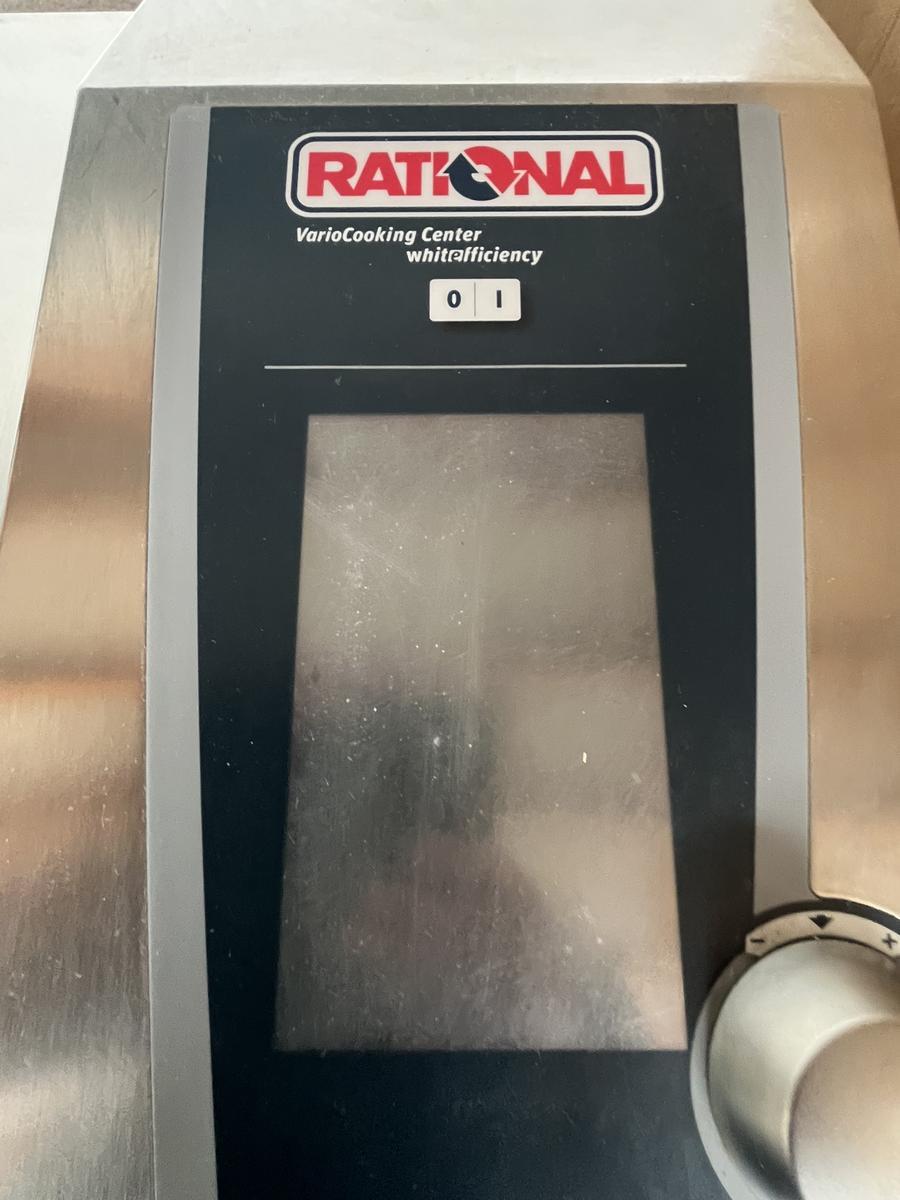 RATIONAL
VarioCooking Center
whitefficiency
0 I
- +